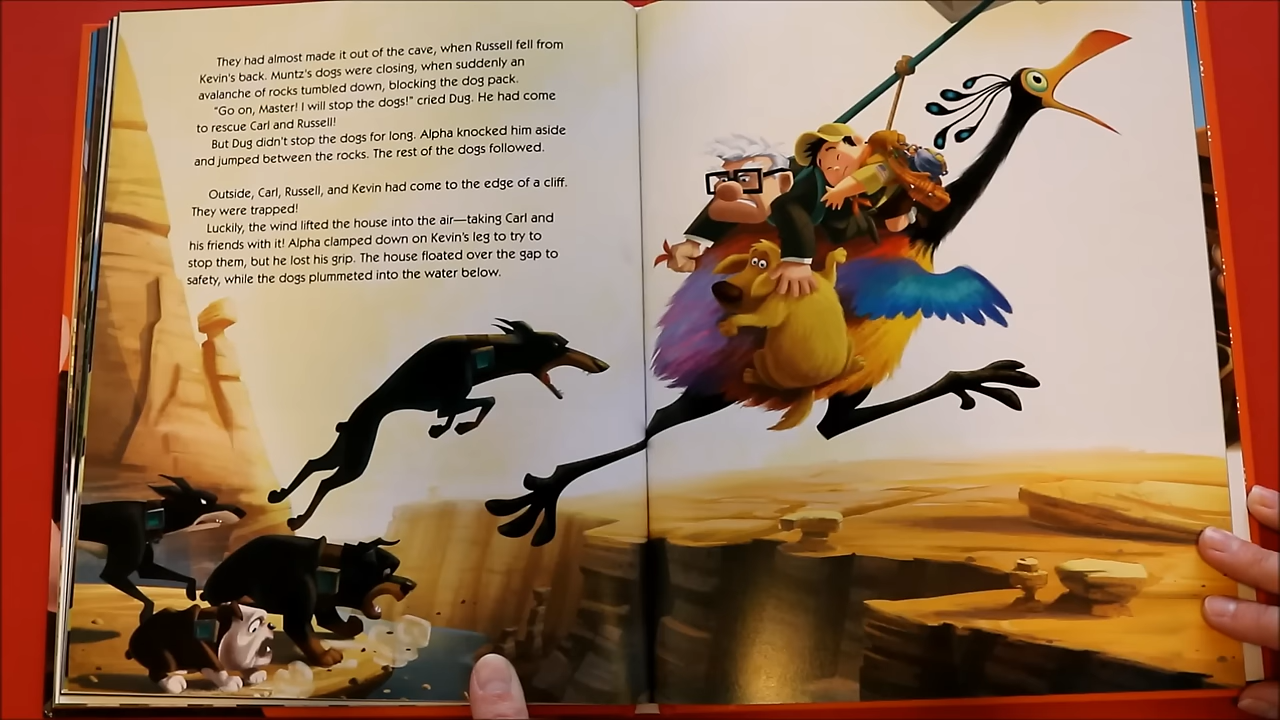 They had almost made it out of the cave, when Russell fell from
Kevin's back. Muntz's dogs were closing, when suddenly an
avalanche of rocks tumbled down, blocking the dog pack.
"Go on, Master! I will stop the dogs!" cried Dug. He had come
to rescue Carl and Russell!
But Dug didn't stop the dogs for long. Alpha knocked him aside
and jumped between the rocks. The rest of the dogs followed.
Outside, Carl, Russell, and Kevin had come to the edge of a cliff.
They were trapped!
Luckily, the wind lifted the house into the air—taking Carl and
his friends with it! Alpha clamped down on Kevin's leg to try to
stop them, but he lost his grip. The house floated over the gap to
safety, while the dogs plummeted into the water below.